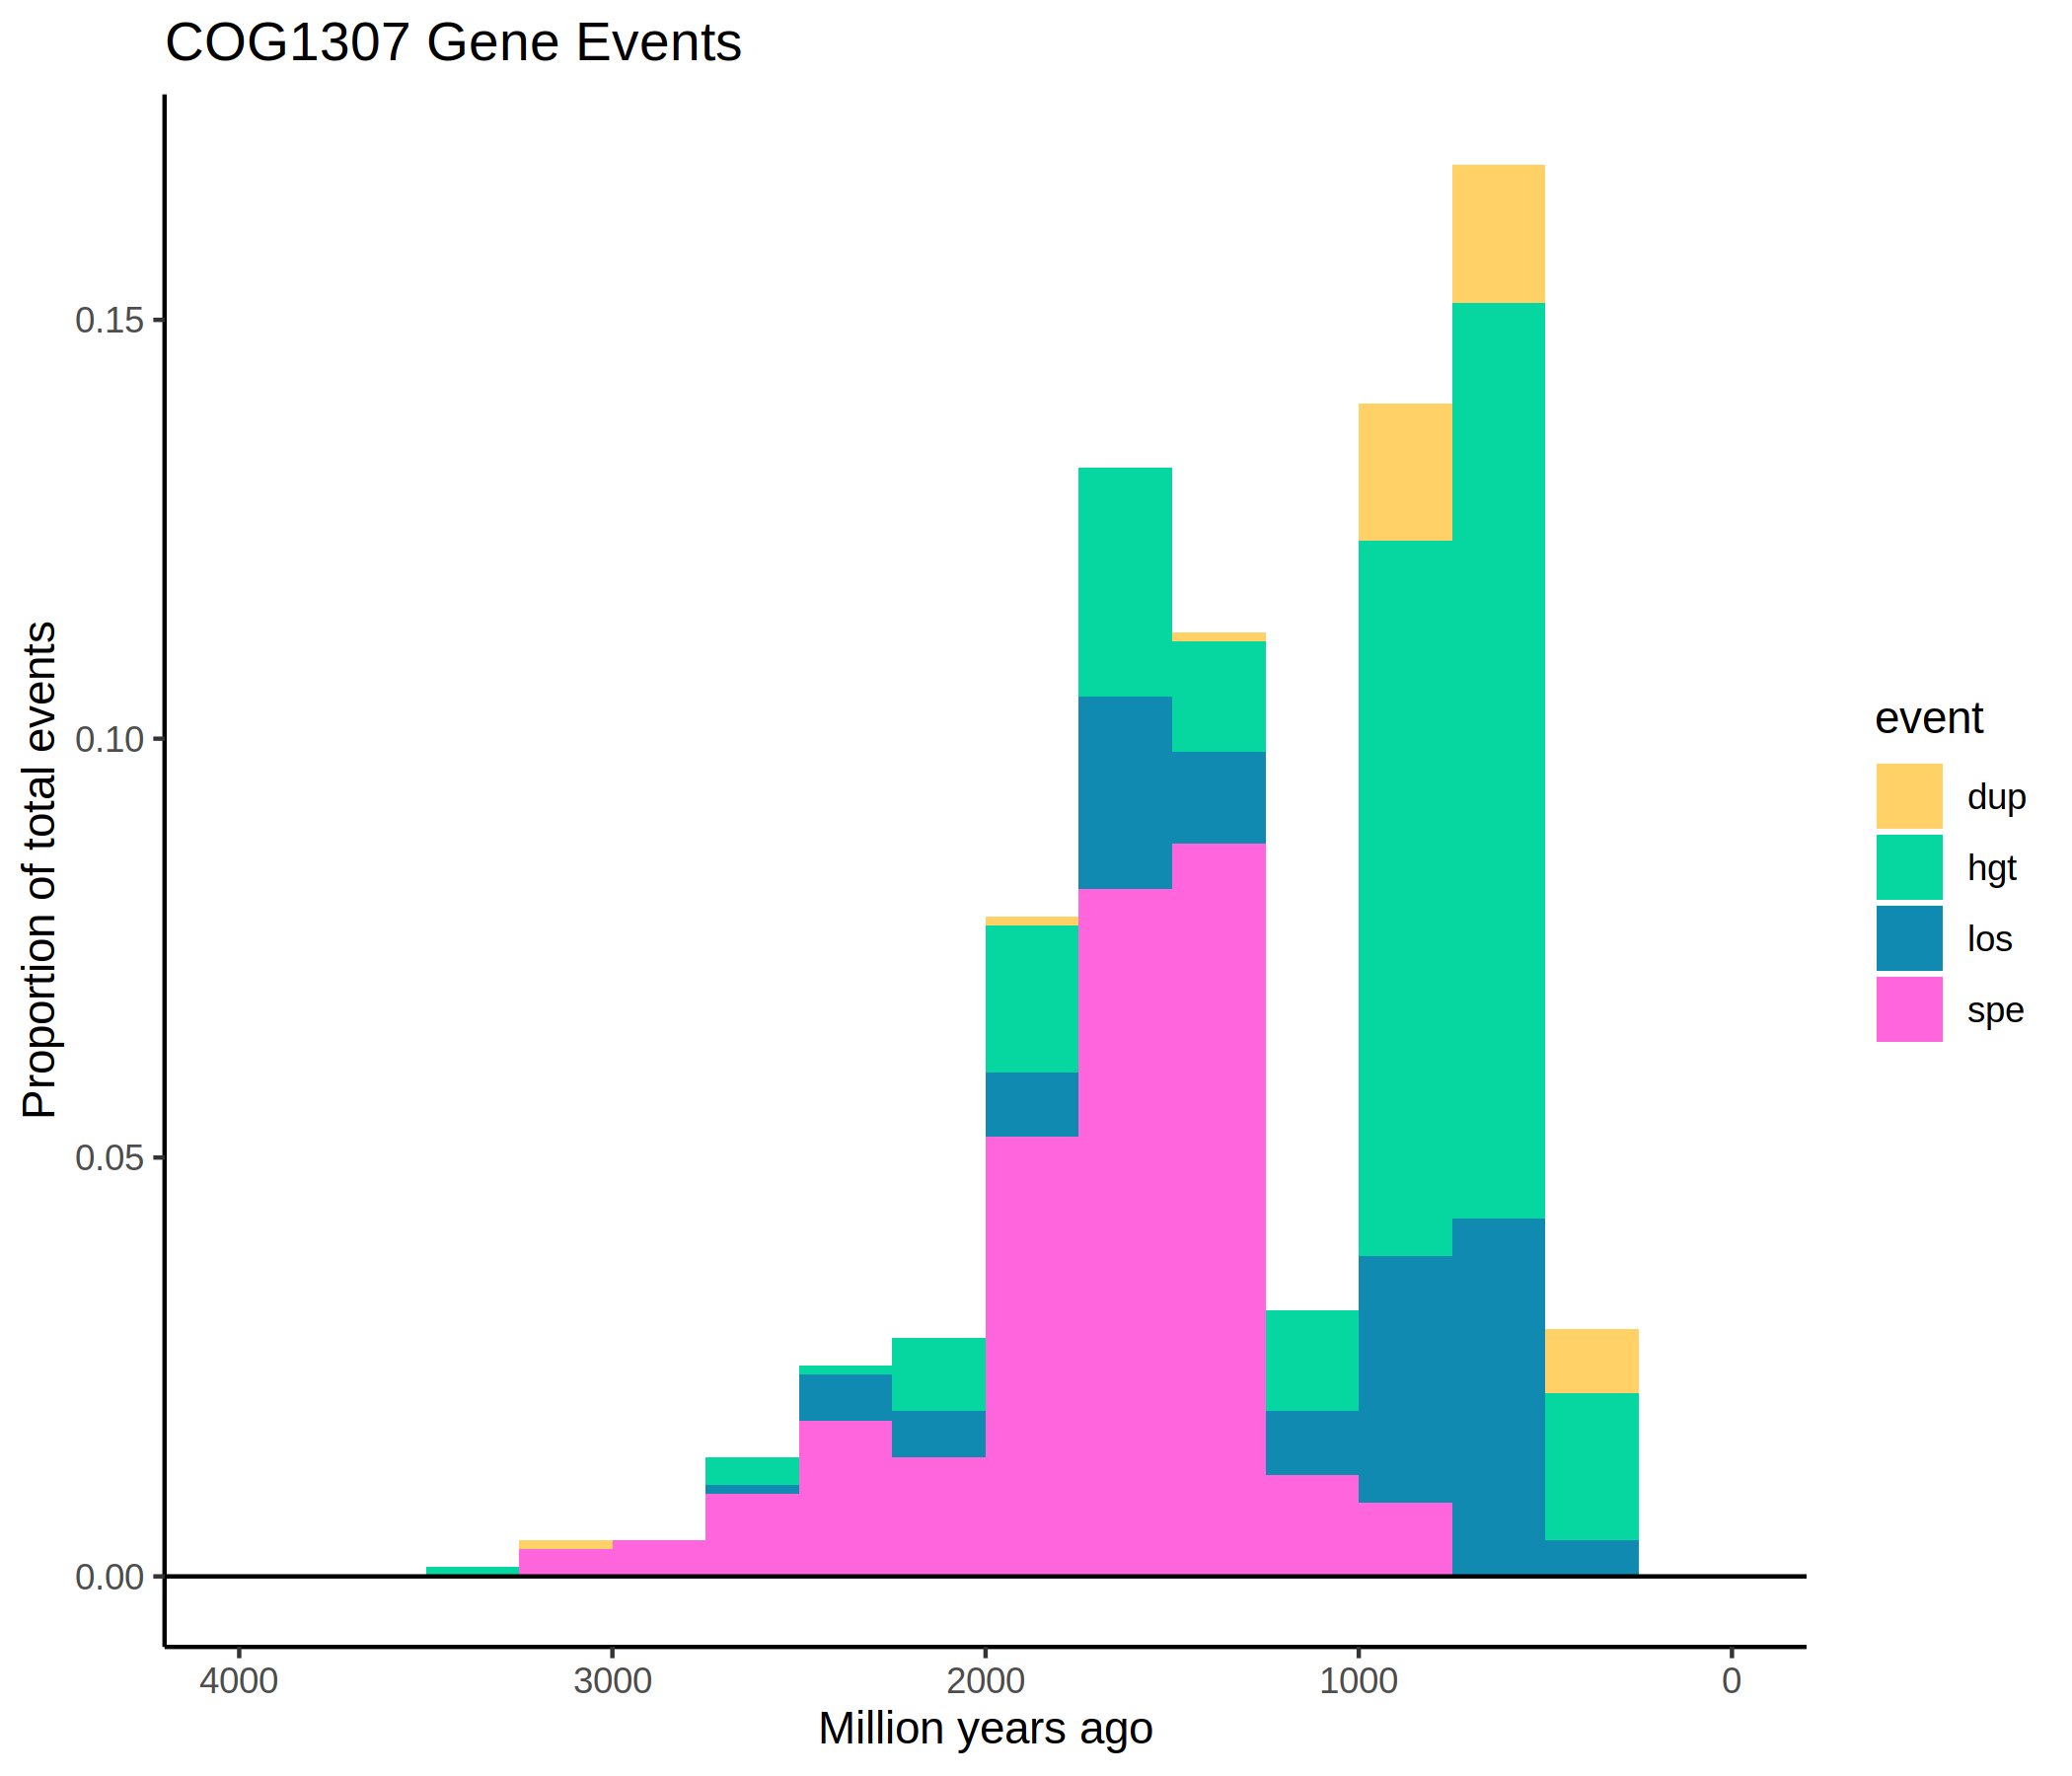 COG1307 Gene Events
Proportion of total events
0.15
0.10
0.05
0.00
4000 3000 2000 1000 0
Million years ago
event
dup
hgt
los
spe